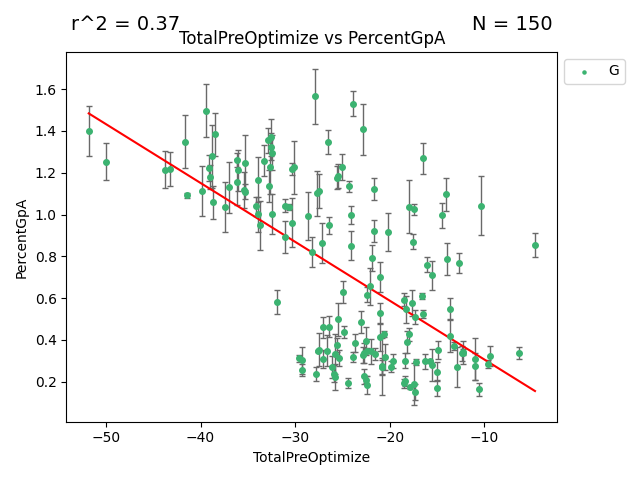 r^2 = 0.37 N = 150
TotalPreOptimize vs PercentGpA
G
1.6
1.4
1.2
1.0
0.8
0.6
0.4
0.2
PercentGpA
−50 −40 −30 −20 −10
TotalPreOptimize